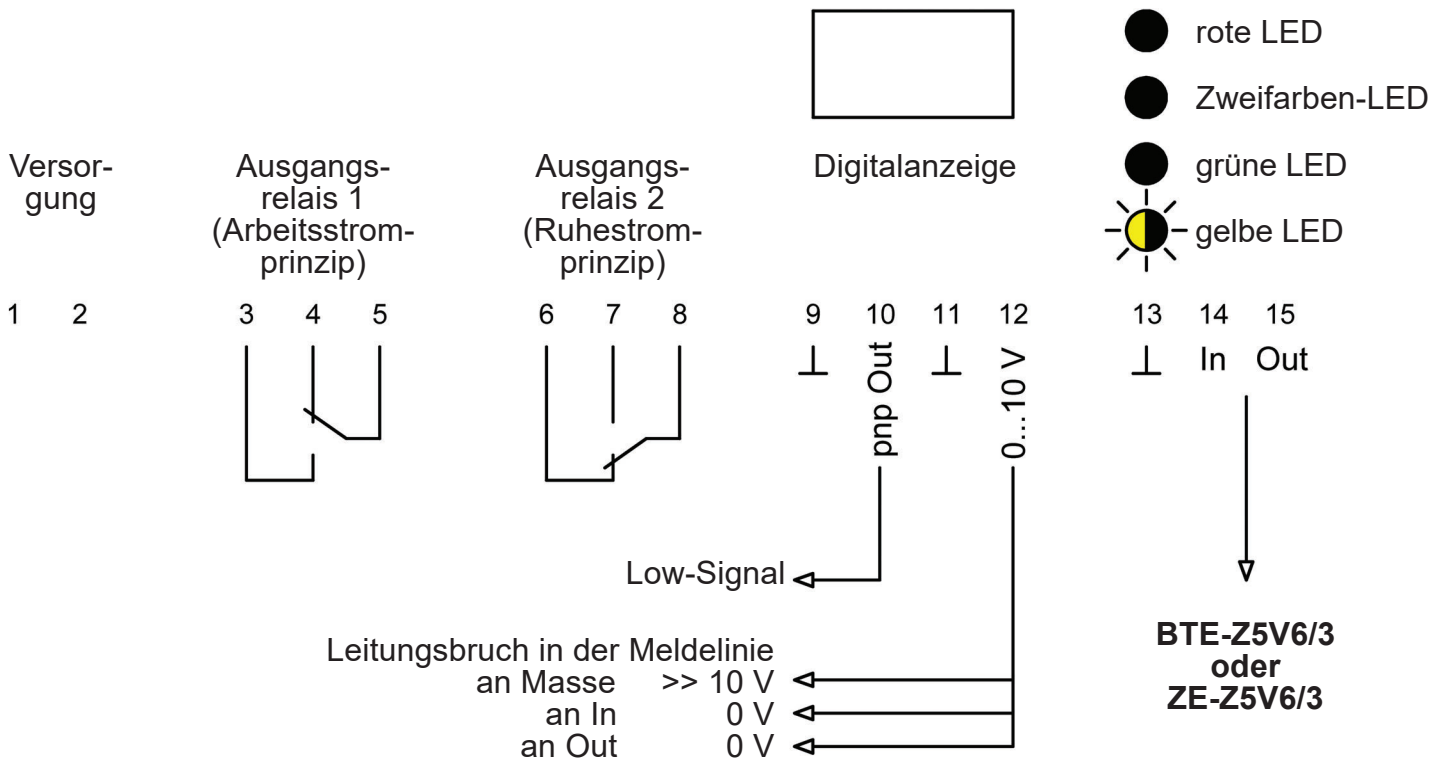 rote LED
Zweifarben-LED
grüne LED
gelbe LED
Versor-
gung
Ausgangs-
relais 1
(Arbeitsstrom-
prinzip)
Ausgangs-
relais 2
(Ruhestrom-
prinzip)
Digitalanzeige
1 2 3 4 5 6 7 8 9 10 11 12 13 14 15
pnp Out
0...10 V
In Out
Low-Signal
Leitungsbruch in der Meldelinie
an Masse >> 10 V
an In 0 V
an Out 0 V
BTE-Z5V6/3
oder
ZE-Z5V6/3